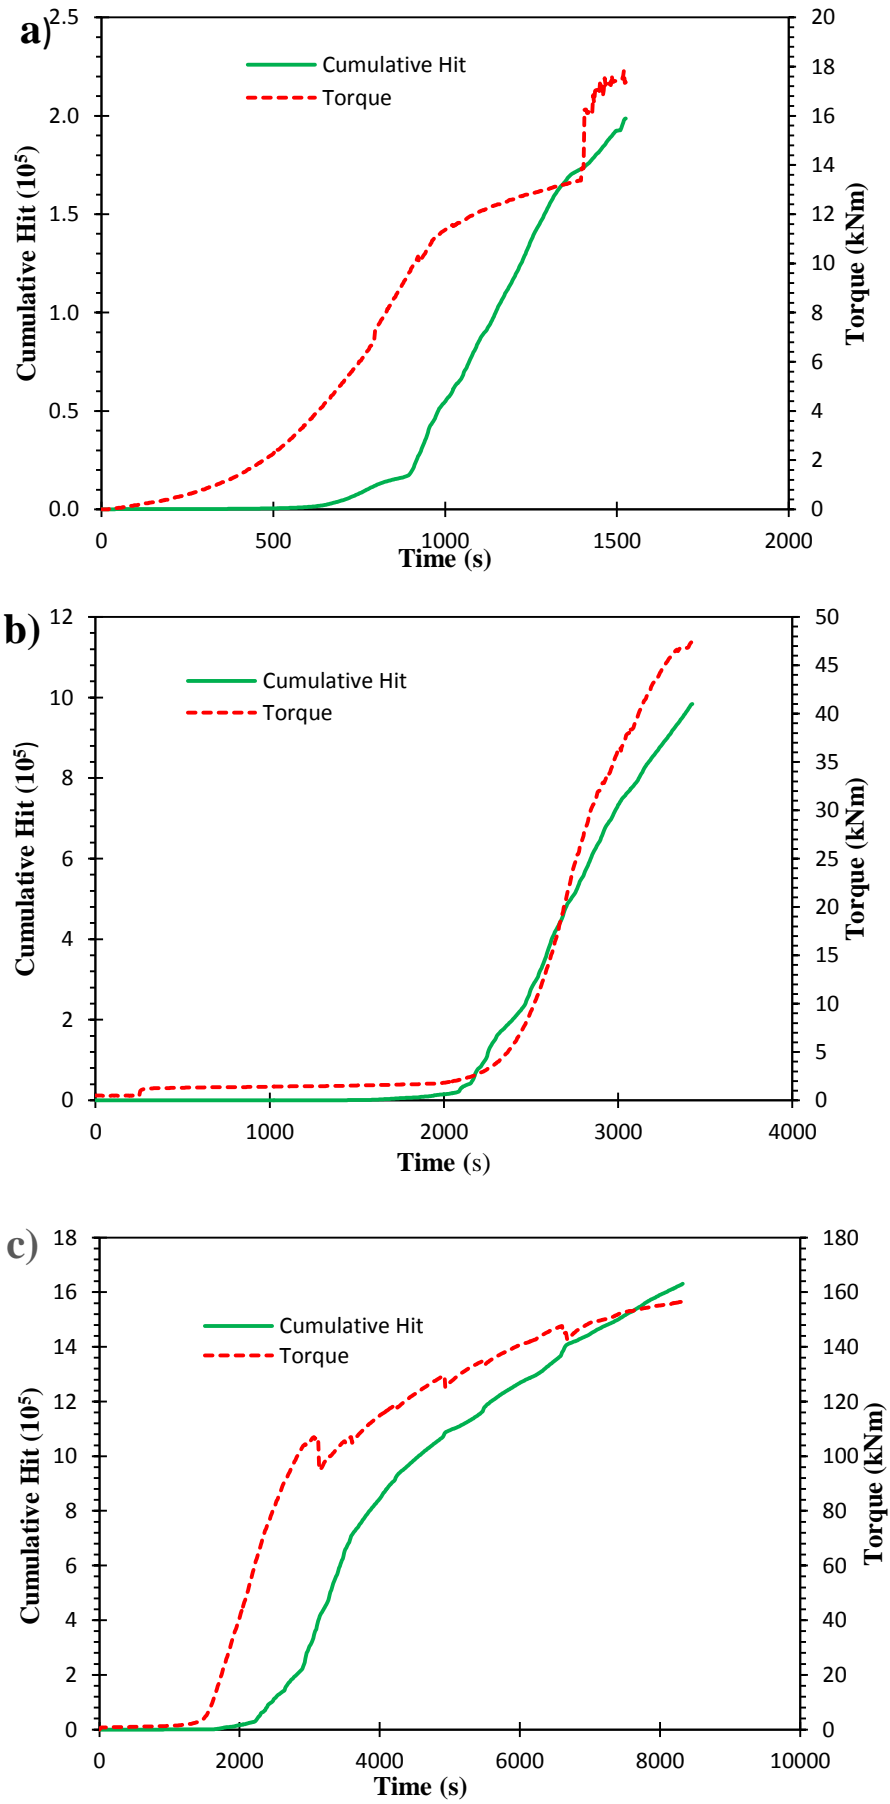 a)
Cumulative Hit
Torque
2.5
2.0
1.5
1.0
0.5
0.0
20
18
16
14
12
10
8
6
4
2
0
0 500 1000 1500 2000
Cumulative Hit (10⁵)
Torque (kNm)
Time (s)
b)
Cumulative Hit
Torque
12
10
8
6
4
2
0
50
45
40
35
30
25
20
15
10
5
0
0 1000 2000 3000 4000
Cumulative Hit (10⁵)
Torque (kNm)
Time (s)
c)
Cumulative Hit
Torque
18
16
14
12
10
8
6
4
2
0
180
160
140
120
100
80
60
40
20
0
0 2000 4000 6000 8000 10000
Cumulative Hit (10⁵)
Torque (kNm)
Time (s)